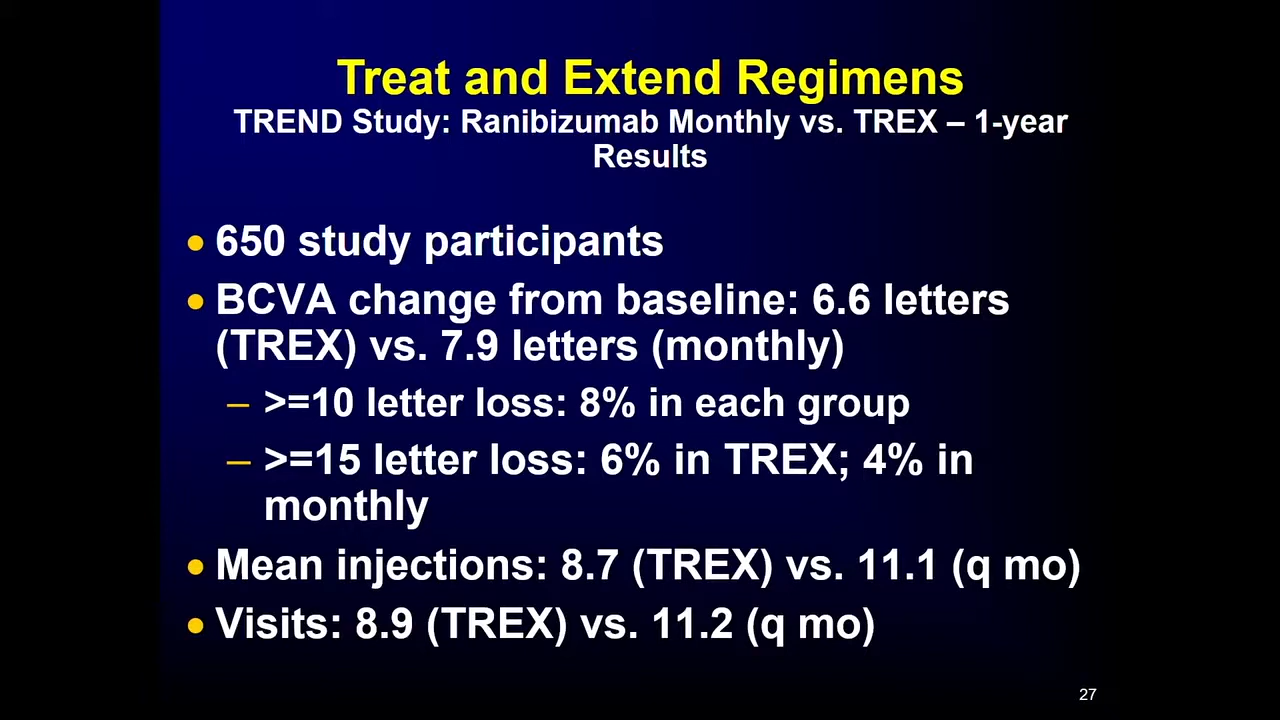 Treat and Extend Regimens
TREND Study: Ranibizumab Monthly vs. TREX – 1-year
Results
• 650 study participants
• BCVA change from baseline: 6.6 letters
(TREX) vs. 7.9 letters (monthly)
– >=10 letter loss: 8% in each group
– >=15 letter loss: 6% in TREX; 4% in
monthly
• Mean injections: 8.7 (TREX) vs. 11.1 (q mo)
• Visits: 8.9 (TREX) vs. 11.2 (q mo)
27